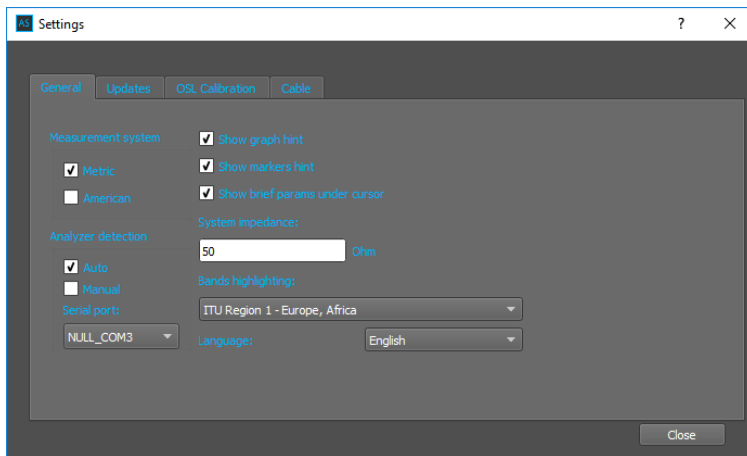 AS Settings
General Updates OSL Calibration Cable
Measurement system
Metric
American
Analyzer detection
Auto
Manual
Serial port:
NULL_COM3
Show graph hint
Show markers hint
Show brief params under cursor
System impedance:
50 Ohm
Bands highlighting:
ITU Region 1 - Europe, Africa
Language: English
Close